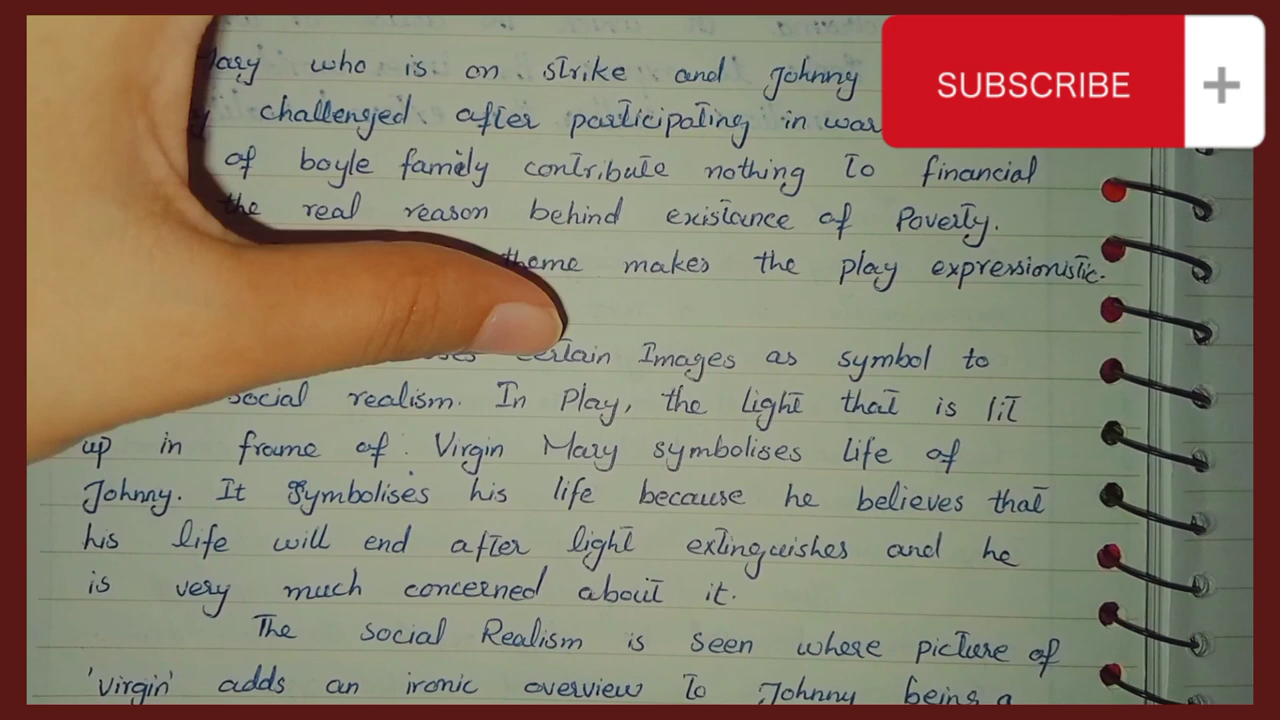 Mary who is on strike and Johnny
SUBSCRIBE +
challenged after participating in war
of boyle family contribute nothing to financial
the real reason behind existance of Poverty.
theme makes the play expressionistic.
certain Images as symbol to
social realism. In Play, the light that is lit
up in frame of Virgin Mary symbolises life of
Johnny. It Symbolises his life because he believes that
his life will end after light extinguishes and he
is very much concerned about it.
The social Realism is seen where picture of
'virgin' adds an ironic overview to Johnny being a